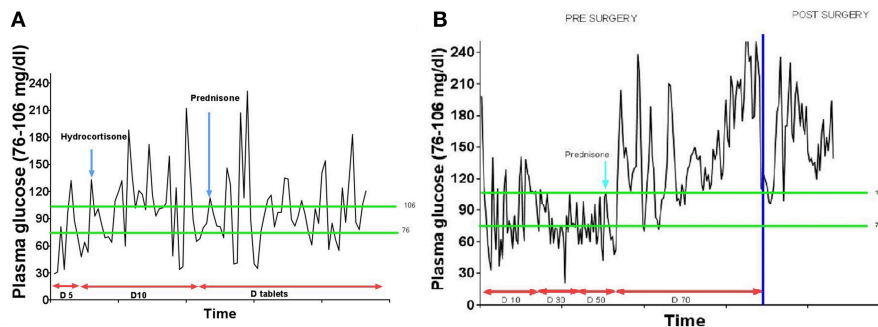 A
Plasma glucose (76-106 mg/dl)
240
210
180
150
120
90
60
30
0
Hydrocortisone
Prednisone
106
76
D 5
D10
D tablets
Time
B
PRE SURGERY
POST SURGERY
Plasma glucose (76-106 mg/dl)
240
210
180
150
120
90
60
30
0
Prednisone
1
7
D 10
D 30
D 50
D 70
Time